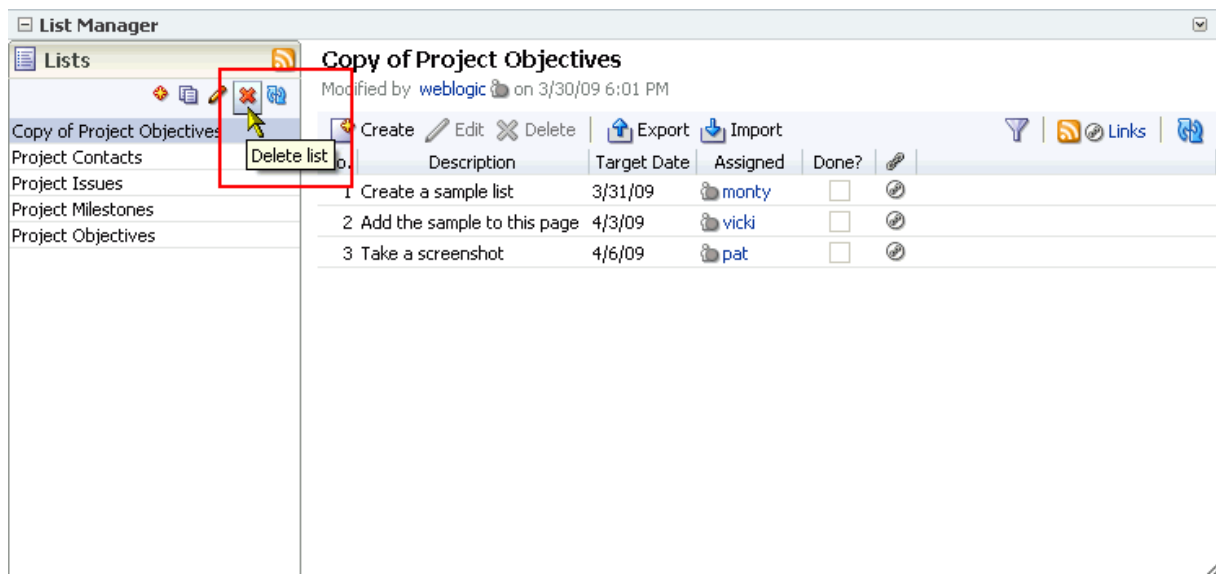 List Manager
Lists
Copy of Project Objectives
Project Contacts
Project Issues
Project Milestones
Project Objectives
Delete list
Copy of Project Objectives
Modified by weblogic on 3/30/09 6:01 PM
Create Edit Delete Export Import Links
o. Description Target Date Assigned Done?
1 Create a sample list 3/31/09 monty
2 Add the sample to this page 4/3/09 vicki
3 Take a screenshot 4/6/09 pat